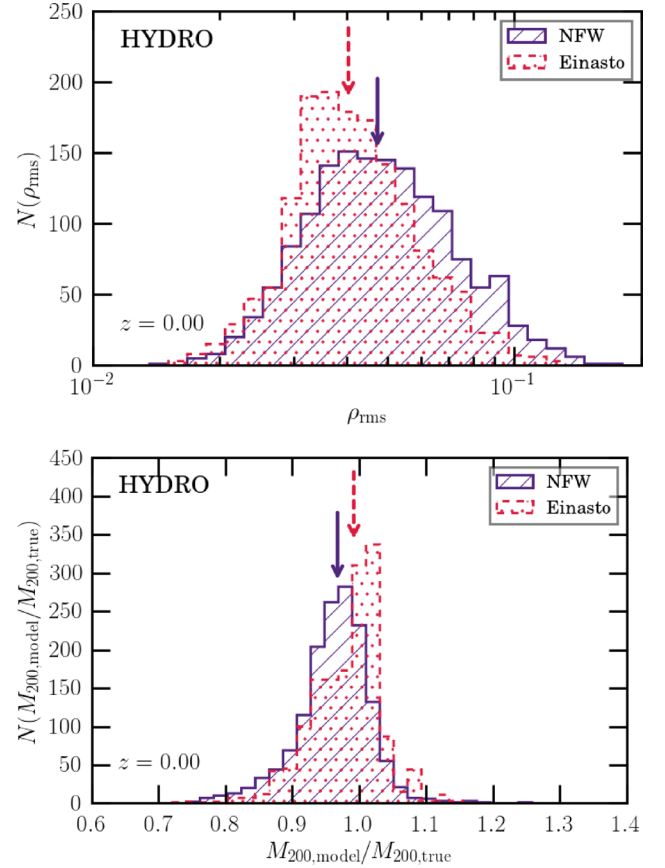 250
200
150
100
50
0
N(ρrms)
HYDRO
NFW
Einasto
z = 0.00
10⁻²
10⁻¹
ρrms
450
400
350
300
250
200
150
100
50
0
N(M200,model/M200,true)
HYDRO
NFW
Einasto
z = 0.00
0.6 0.7 0.8 0.9 1.0 1.1 1.2 1.3 1.4
M200,model/M200,true